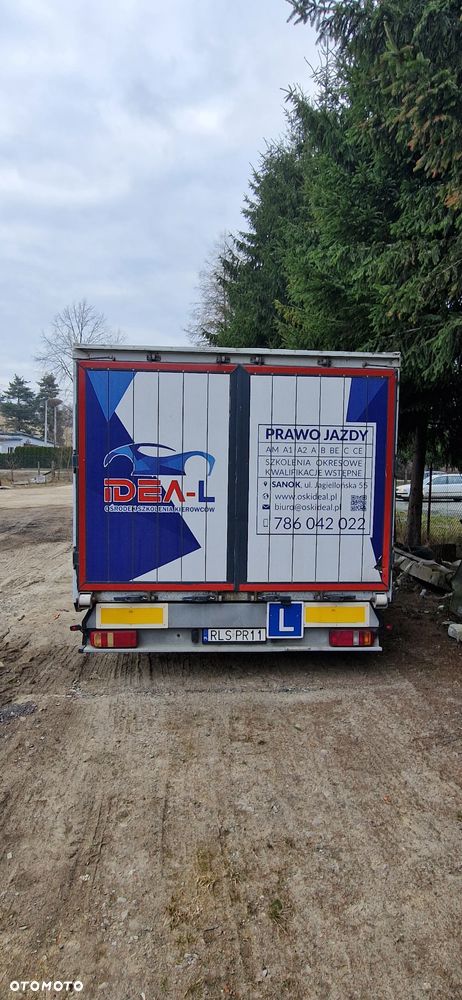 iDEA-L
OŚRODEK SZKOLENIA KIEROWCÓW
PRAWO JAZDY
AM A1 A2 A B BE C CE
SZKOLENIA OKRESOWE
KWALIFIKACJE WSTĘPNE
SANOK, ul. Jagiellońska 55
www.oskideal.pl
biuro@oskideal.pl
786 042 022
RLS PR11
L
OTOMOTO